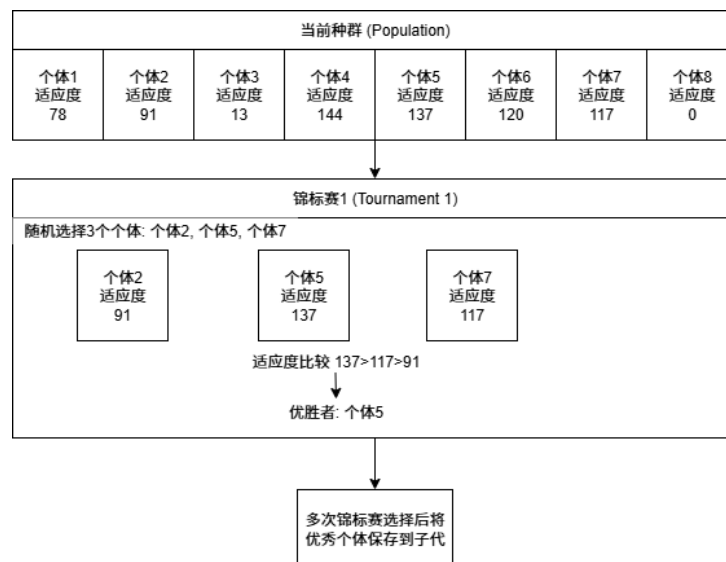 当前种群 (Population)
个体1
适应度
78
个体2
适应度
91
个体3
适应度
13
个体4
适应度
144
个体5
适应度
137
个体6
适应度
120
个体7
适应度
117
个体8
适应度
0
锦标赛1 (Tournament 1)
随机选择3个个体: 个体2, 个体5, 个体7
个体2
适应度
91
个体5
适应度
137
个体7
适应度
117
适应度比较 137>117>91
优胜者: 个体5
多次锦标赛选择后将
优秀个体保存到子代